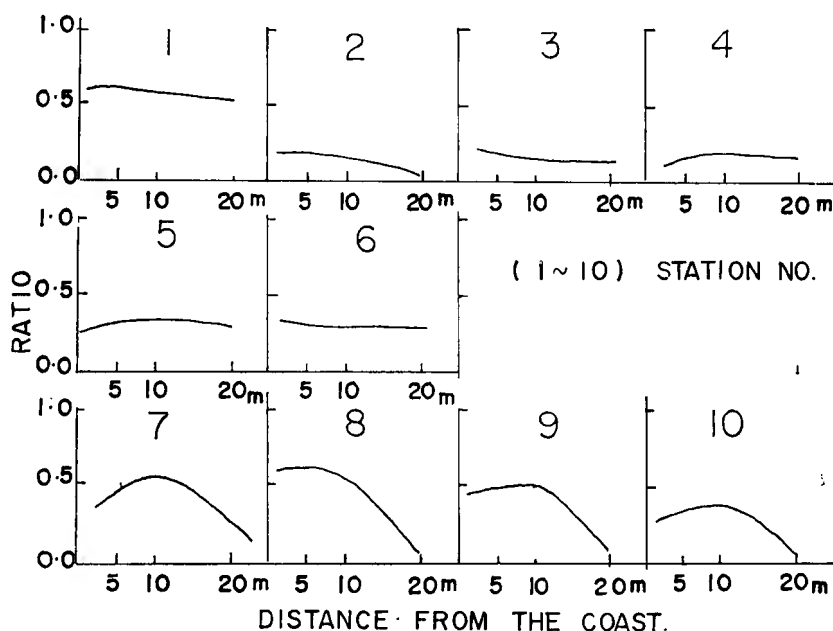 1.0 1 2 3 4
0.5
0.0
5 10 20 m 5 10 20 m 5 10 20 m 5 10 20 m
1.0 5 6
0.5 (1~10) STATION NO.
RATIO
0.0
5 10 20 m 5 10 20 m
1.0 7 8 9 10
0.5
0.0
5 10 20 m 5 10 20 m 5 10 20 m 5 10 20 m
DISTANCE FROM THE COAST.